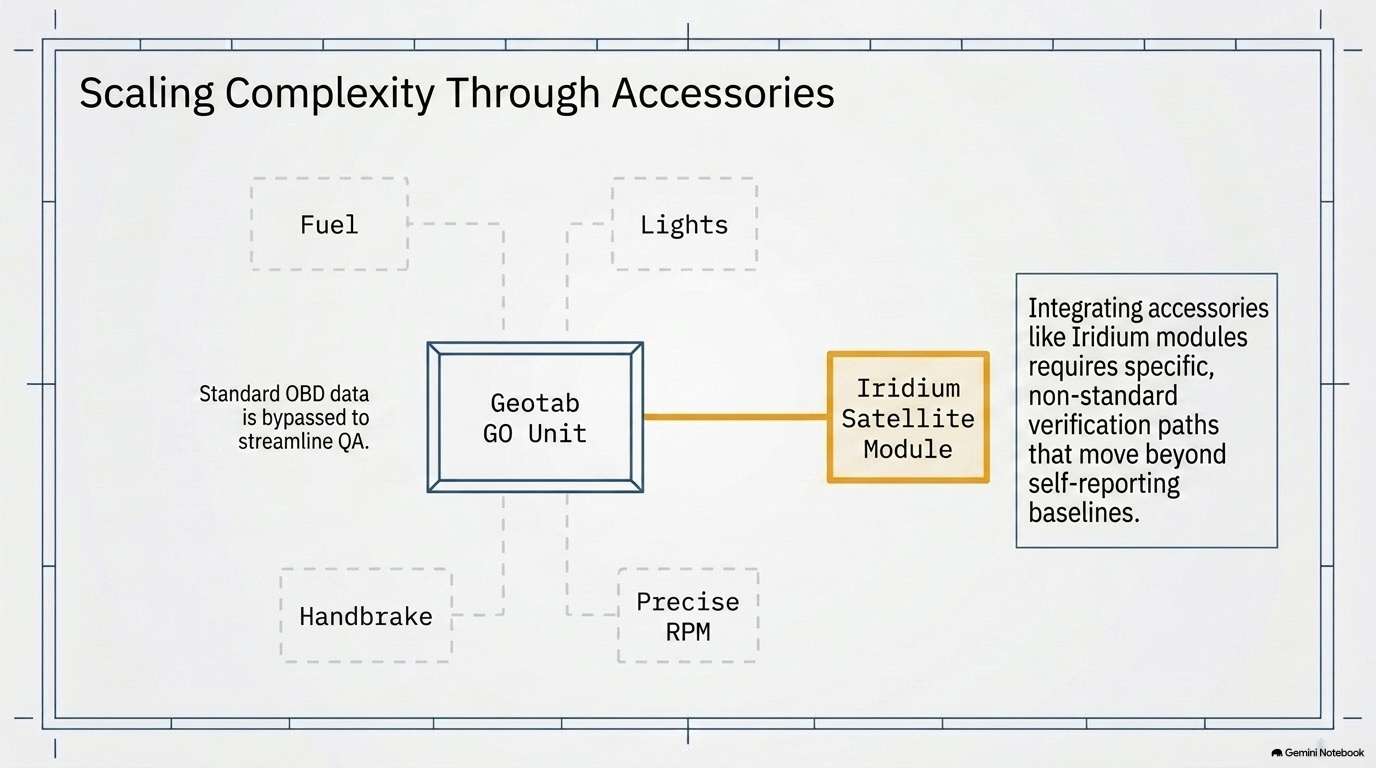 Scaling Complexity Through Accessories
Fuel
Lights
Standard OBD data
is bypassed to
streamline QA.
Geotab
GO Unit
Iridium
Satellite
Module
Integrating accessories
like Iridium modules
requires specific,
non-standard
verification paths
that move beyond
self-reporting
baselines.
Handbrake
Precise
RPM
Gemini Notebook